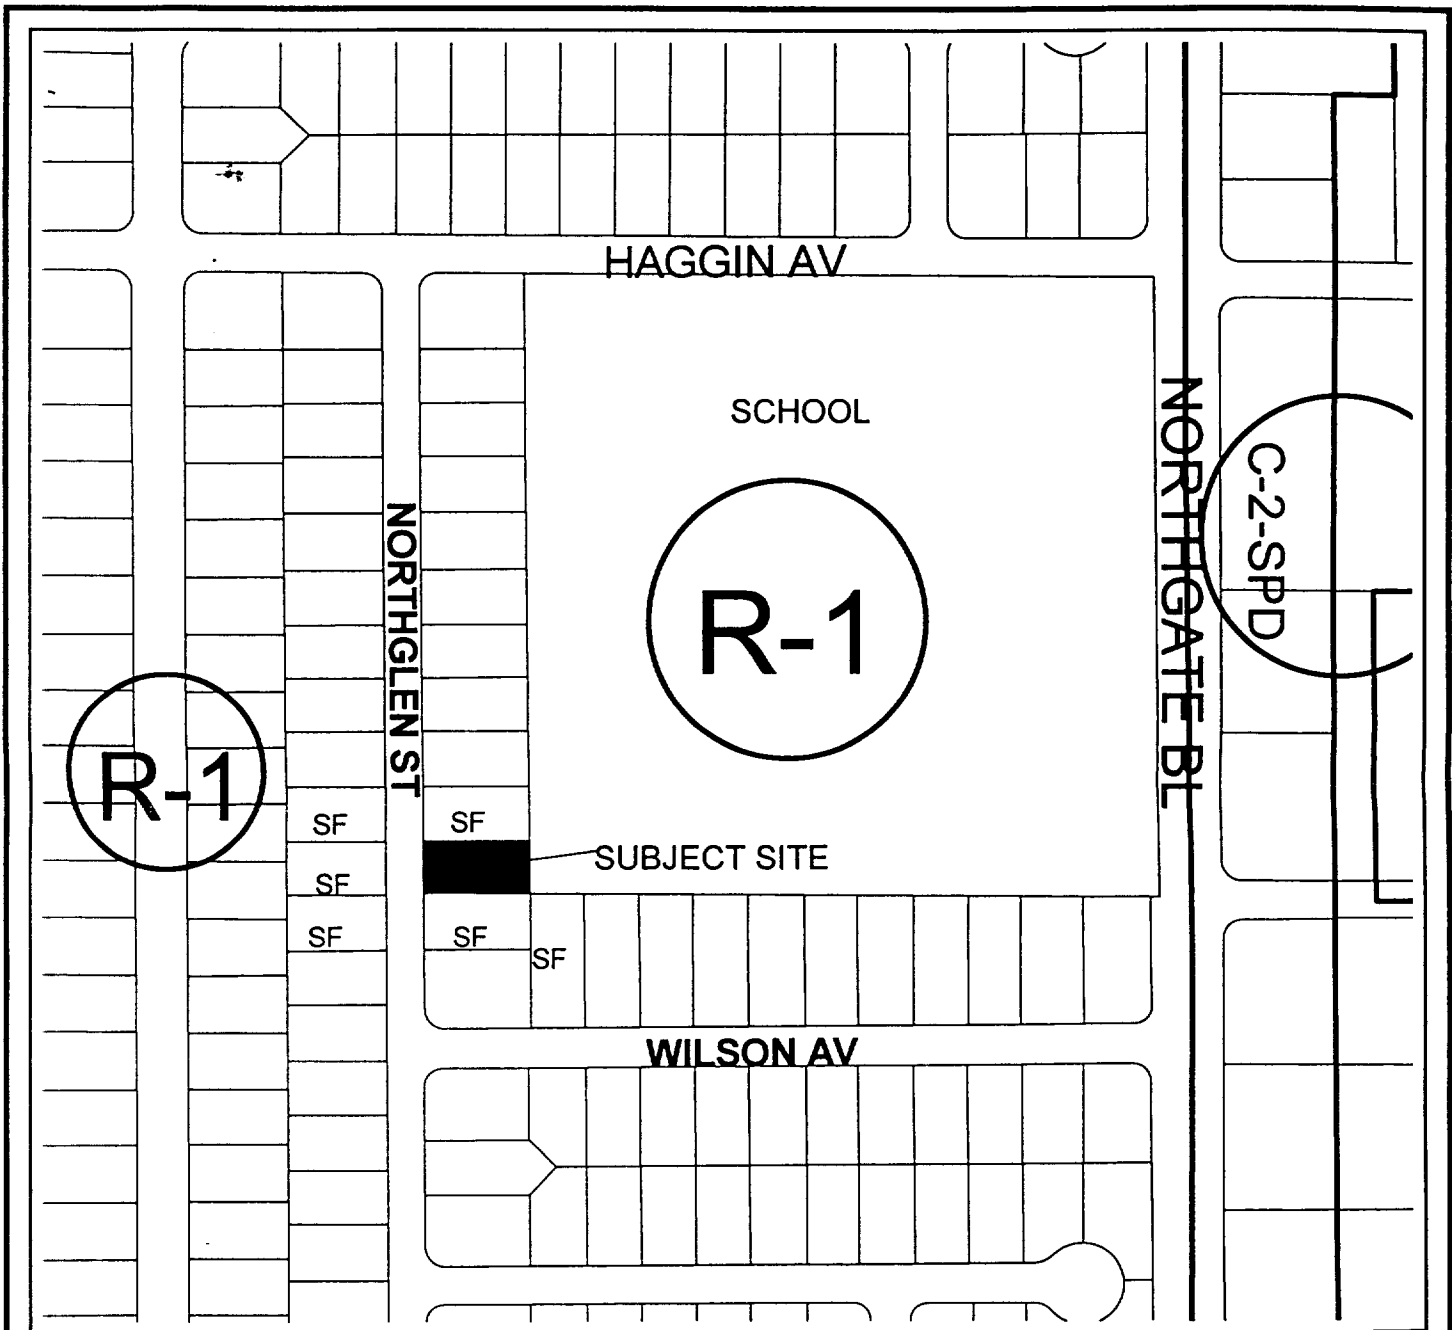 HAGGIN AV
SCHOOL
NORTHGATE BL
C-2-SPD
NORTHGLEN ST
R-1
R-1
SF
SF
SUBJECT SITE
SF
SF
SF
SF
WILSON AV